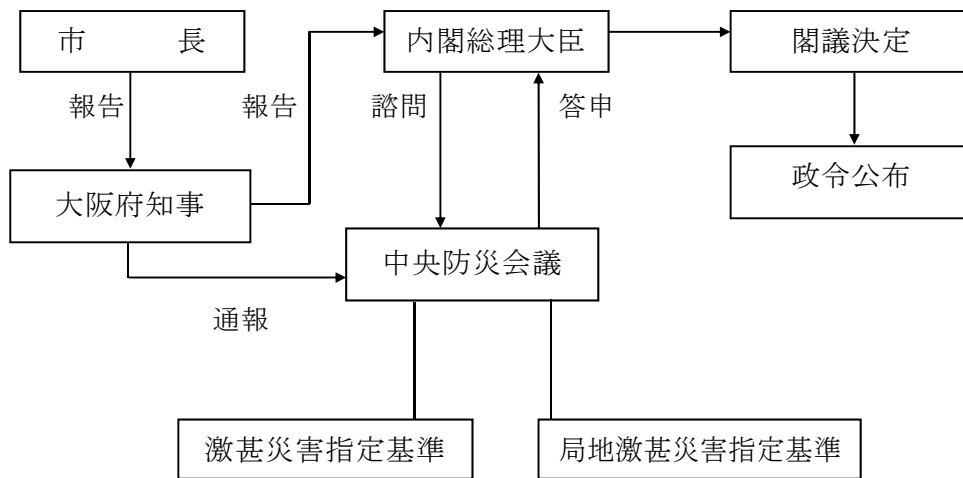 市　　長
内閣総理大臣
閣議決定
報告
報告
諮問
答申
大阪府知事
政令公布
中央防災会議
通報
激甚災害指定基準
局地激甚災害指定基準